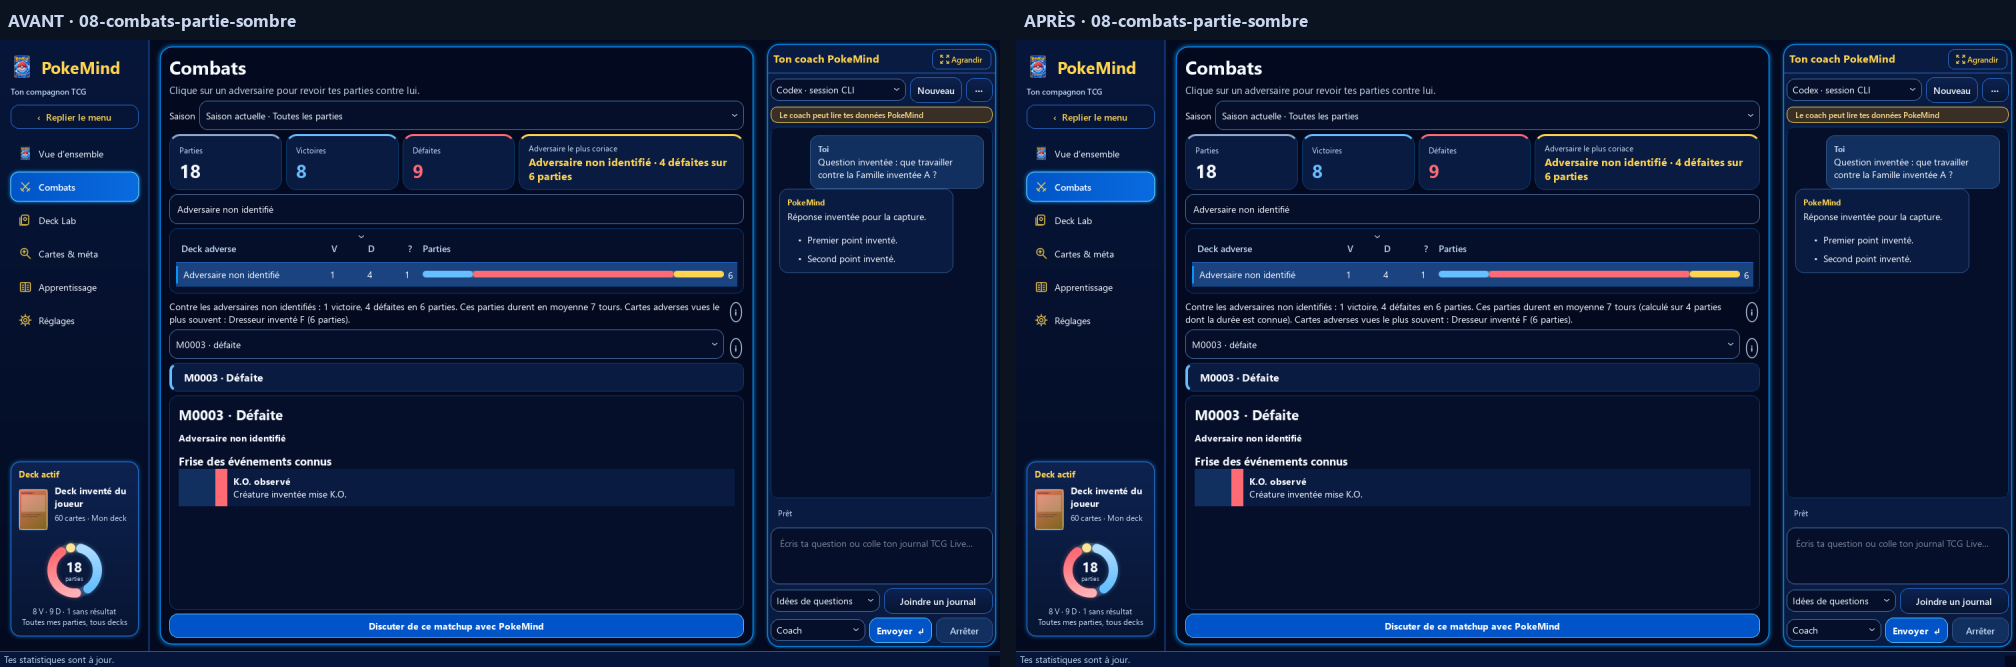 AVANT · 08-combats-partie-sombre
PokeMind
Ton compagnon TCG
‹ Replier le menu
Vue d'ensemble
Combats
Deck Lab
Cartes & méta
Apprentissage
Réglages
Deck actif
Deck inventé du
joueur
60 cartes · Mon deck
18
parties
8 V · 9 D · 1 sans résultat
Toutes mes parties, tous decks
Combats
Clique sur un adversaire pour revoir tes parties contre lui.
Saison
Saison actuelle · Toutes les parties
Parties
18
Victoires
8
Défaites
9
Adversaire le plus coriace
Adversaire non identifié · 4 défaites sur
6 parties
Adversaire non identifié
Deck adverse V D ? Parties
Adversaire non identifié 1 4 1 6
Contre les adversaires non identifiés : 1 victoire, 4 défaites en 6 parties. Ces parties durent en moyenne 7 tours. Cartes adverses vues le
plus souvent : Dresseur inventé F (6 parties).
i
M0003 · défaite
i
M0003 · Défaite
M0003 · Défaite
Adversaire non identifié
Frise des événements connus
K.O. observé
Créature inventée mise K.O.
Discuter de ce matchup avec PokeMind
Ton coach PokeMind
Agrandir
Codex · session CLI
Nouveau
...
Le coach peut lire tes données PokeMind
Toi
Question inventée : que travailler
contre la Famille inventée A ?
PokeMind
Réponse inventée pour la capture.
• Premier point inventé.
• Second point inventé.
Prêt
Écris ta question ou colle ton journal TCG Live...
Idées de questions
Joindre un journal
Coach
Envoyer ↲
Arrêter
Tes statistiques sont à jour.
APRÈS · 08-combats-partie-sombre
PokeMind
Ton compagnon TCG
‹ Replier le menu
Vue d'ensemble
Combats
Deck Lab
Cartes & méta
Apprentissage
Réglages
Deck actif
Deck inventé du
joueur
60 cartes · Mon deck
18
parties
8 V · 9 D · 1 sans résultat
Toutes mes parties, tous decks
Combats
Clique sur un adversaire pour revoir tes parties contre lui.
Saison
Saison actuelle · Toutes les parties
Parties
18
Victoires
8
Défaites
9
Adversaire le plus coriace
Adversaire non identifié · 4 défaites sur
6 parties
Adversaire non identifié
Deck adverse V D ? Parties
Adversaire non identifié 1 4 1 6
Contre les adversaires non identifiés : 1 victoire, 4 défaites en 6 parties. Ces parties durent en moyenne 7 tours (calculé sur 4 parties
dont la durée est connue). Cartes adverses vues le plus souvent : Dresseur inventé F (6 parties).
i
M0003 · défaite
i
M0003 · Défaite
M0003 · Défaite
Adversaire non identifié
Frise des événements connus
K.O. observé
Créature inventée mise K.O.
Discuter de ce matchup avec PokeMind
Ton coach PokeMind
Agrandir
Codex · session CLI
Nouveau
...
Le coach peut lire tes données PokeMind
Toi
Question inventée : que travailler
contre la Famille inventée A ?
PokeMind
Réponse inventée pour la capture.
• Premier point inventé.
• Second point inventé.
Prêt
Écris ta question ou colle ton journal TCG Live...
Idées de questions
Joindre un journal
Coach
Envoyer ↲
Arrêter
Tes statistiques sont à jour.